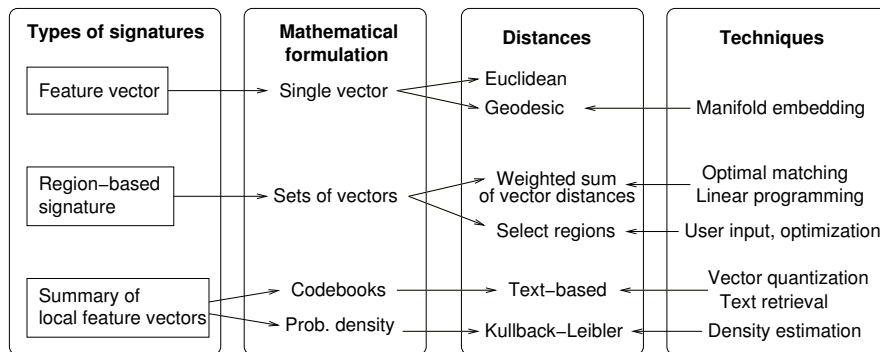 Types of signatures
Feature vector
Region−based
signature
Summary of
local feature vectors
Mathematical
formulation
Single vector
Sets of vectors
Codebooks
Prob. density
Distances
Euclidean
Geodesic
Weighted sum
of vector distances
Select regions
Text−based
Kullback−Leibler
Techniques
Manifold embedding
Optimal matching
Linear programming
User input, optimization
Vector quantization
Text retrieval
Density estimation